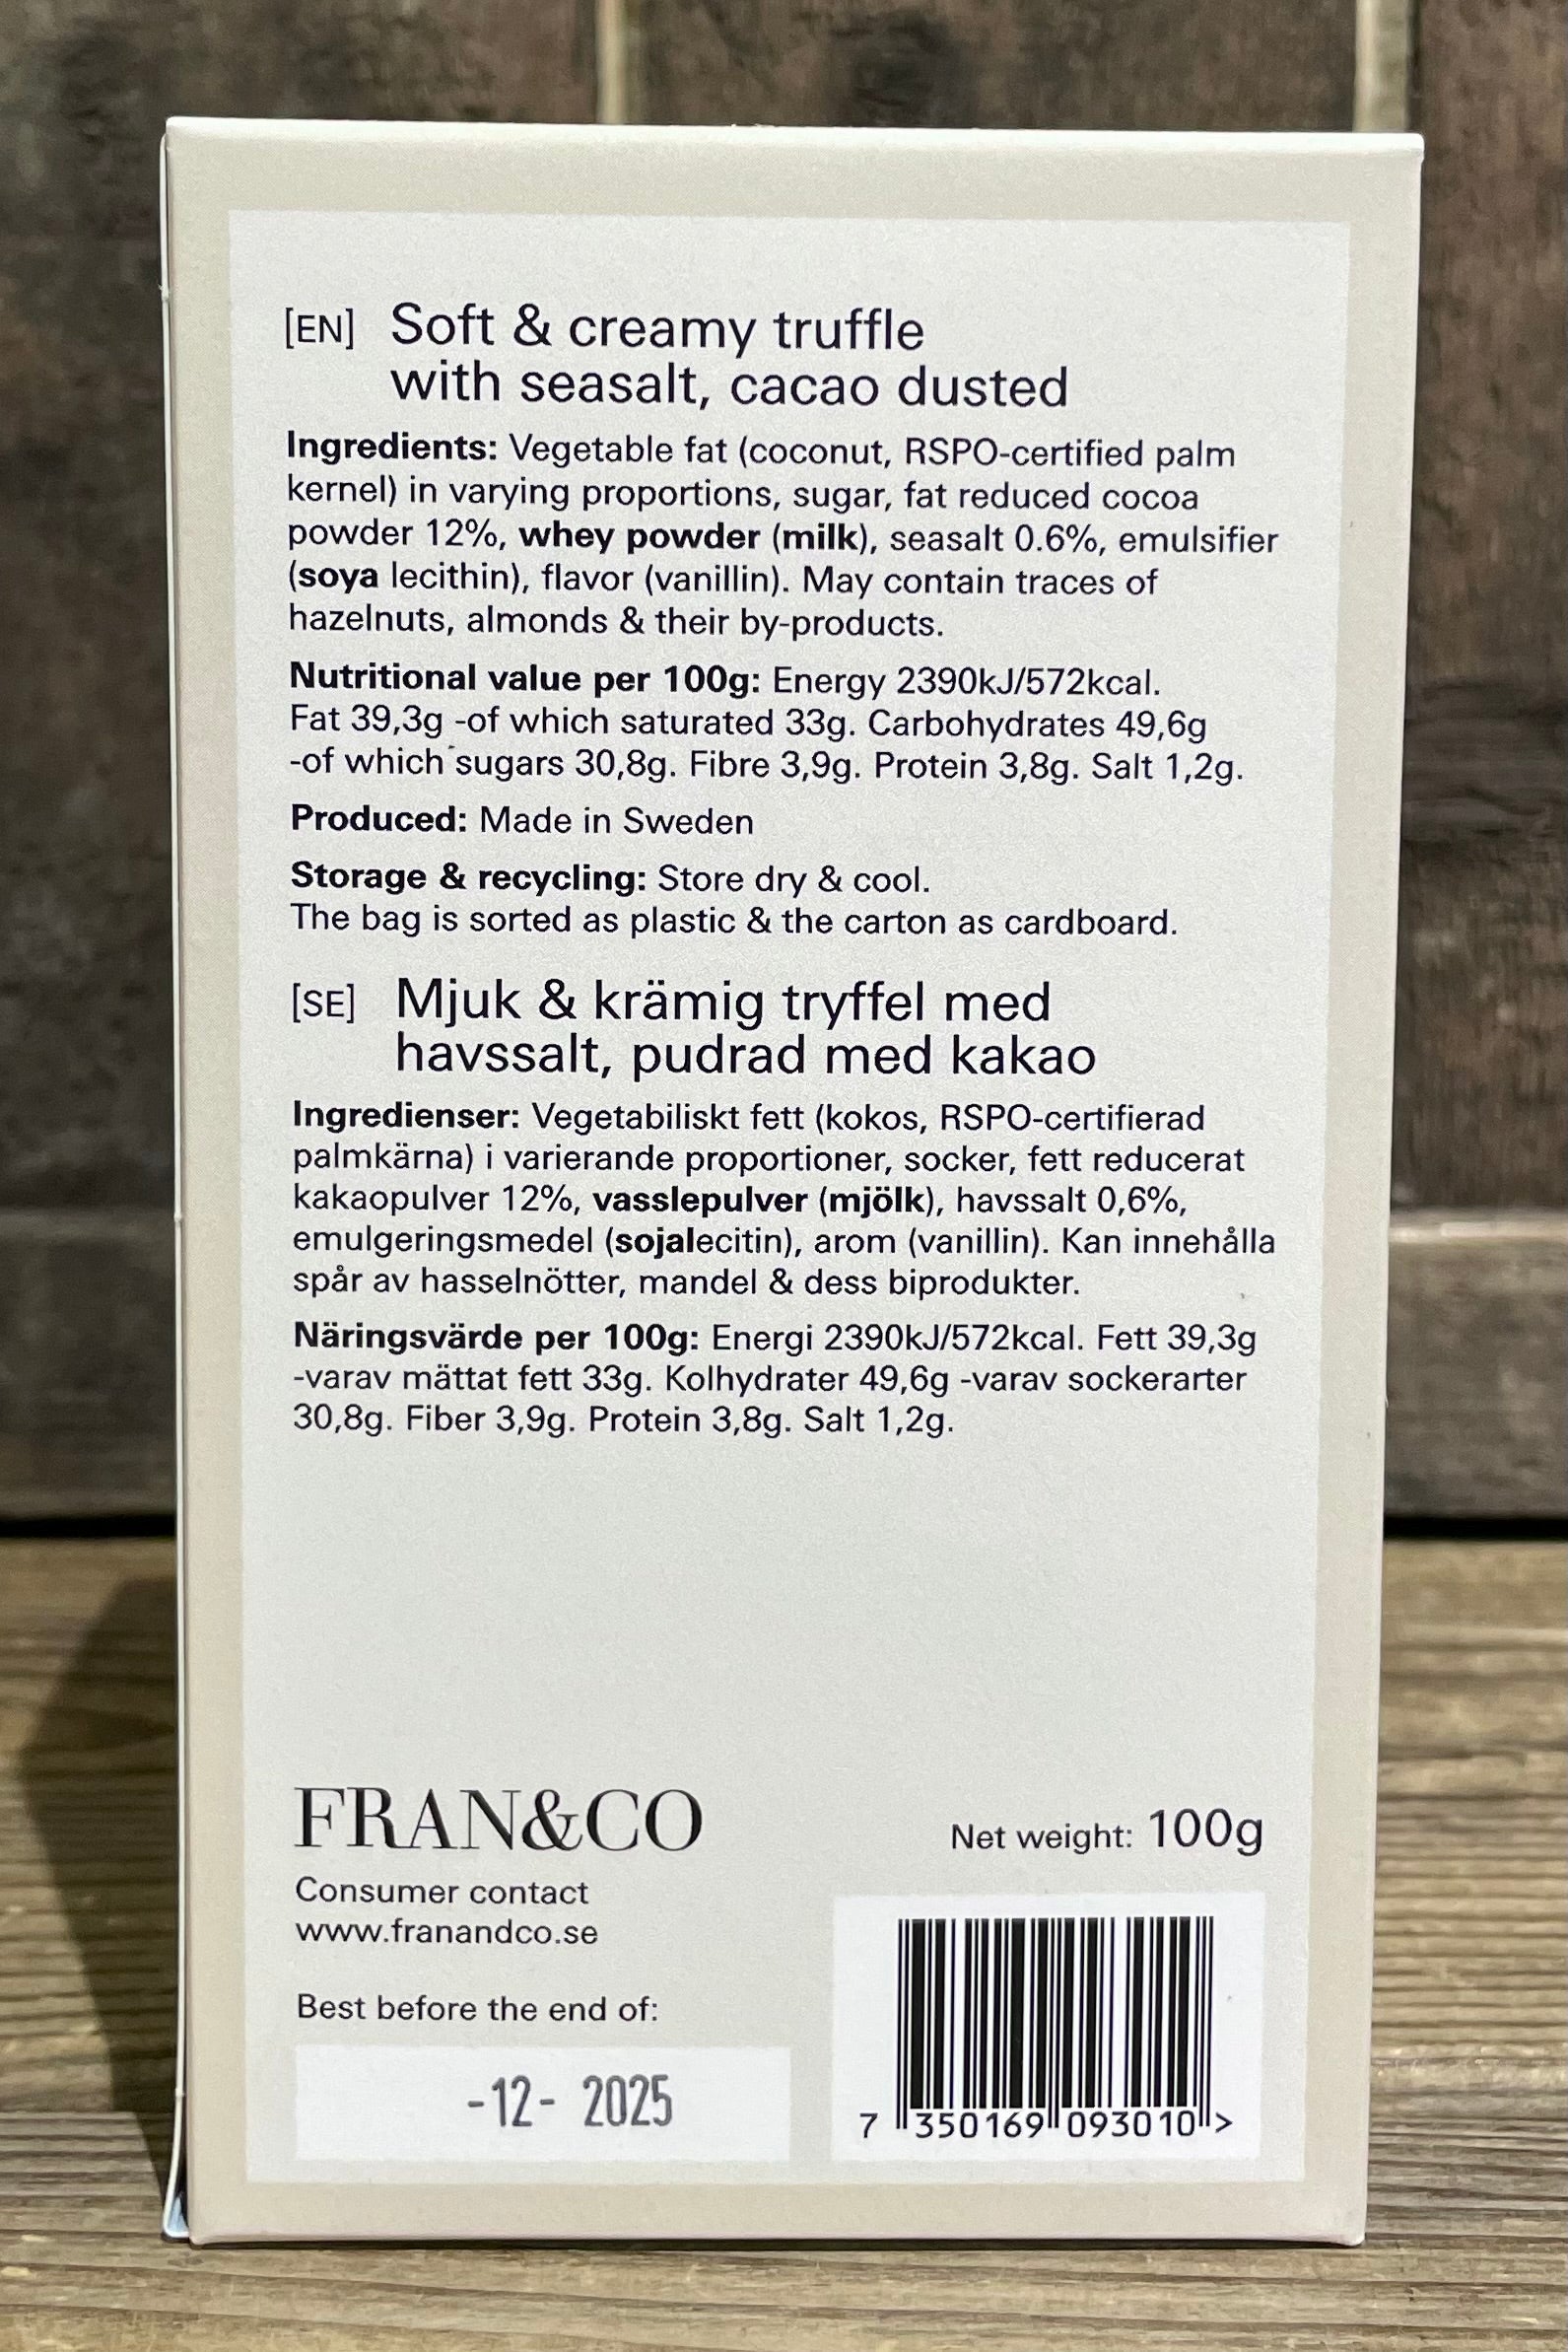 [EN] Soft & creamy truffle
with seasalt, cacao dusted
Ingredients: Vegetable fat (coconut, RSPO-certified palm
kernel) in varying proportions, sugar, fat reduced cocoa
powder 12%, whey powder (milk), seasalt 0.6%, emulsifier
(soya lecithin), flavor (vanillin). May contain traces of
hazelnuts, almonds & their by-products.
Nutritional value per 100g: Energy 2390kJ/572kcal.
Fat 39,3g -of which saturated 33g. Carbohydrates 49,6g
-of which sugars 30,8g. Fibre 3,9g. Protein 3,8g. Salt 1,2g.
Produced: Made in Sweden
Storage & recycling: Store dry & cool.
The bag is sorted as plastic & the carton as cardboard.
[SE] Mjuk & krämig tryffel med
havssalt, pudrad med kakao
Ingredienser: Vegetabiliskt fett (kokos, RSPO-certifierad
palmkärna) i varierande proportioner, socker, fett reducerat
kakaopulver 12%, vasslepulver (mjölk), havssalt 0,6%,
emulgeringsmedel (sojalecitin), arom (vanillin). Kan innehålla
spår av hasselnötter, mandel & dess biprodukter.
Näringsvärde per 100g: Energi 2390kJ/572kcal. Fett 39,3g
-varav mättat fett 33g. Kolhydrater 49,6g -varav sockerarter
30,8g. Fiber 3,9g. Protein 3,8g. Salt 1,2g.
FRAN&CO
Net weight: 100g
Consumer contact
www.franandco.se
Best before the end of:
-12- 2025
7 350169 093010 >